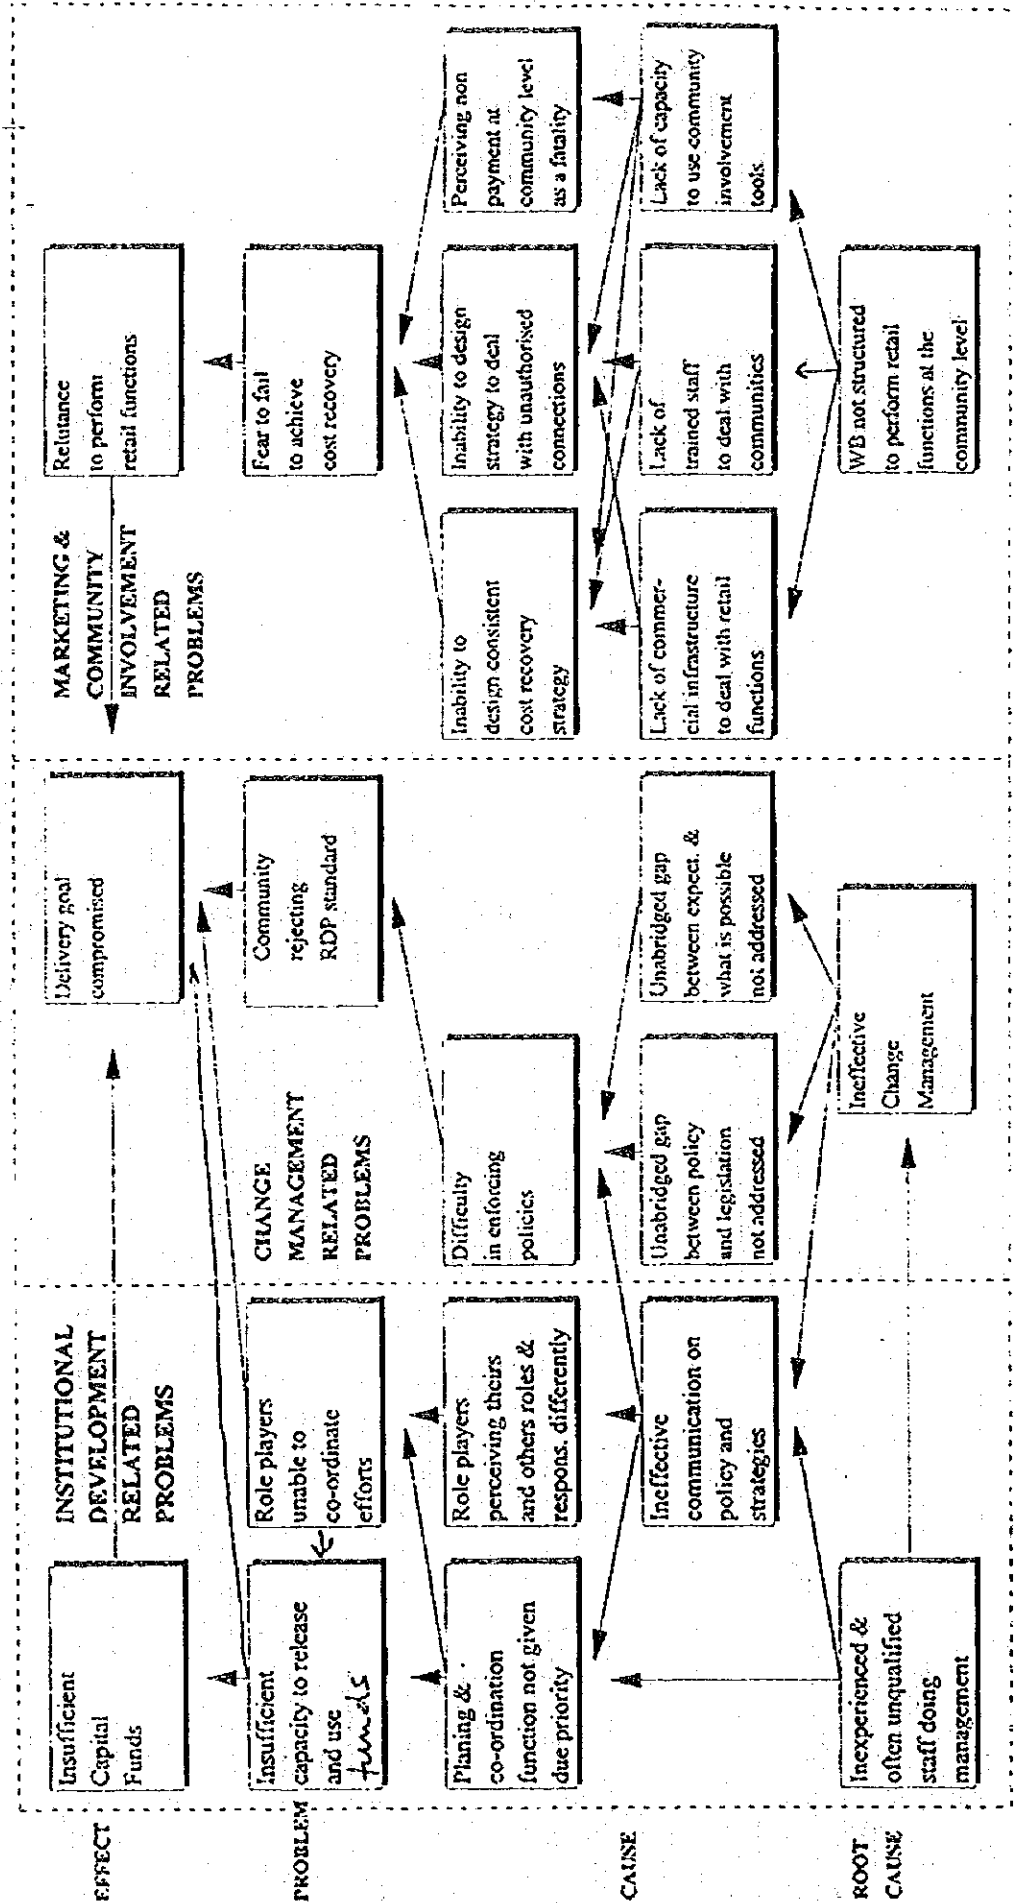 EFFECT
Insufficient
Capital
Funds
INSTITUTIONAL
DEVELOPMENT
RELATED
PROBLEMS
Delivery goal
compromised
MARKETING &
COMMUNITY
INVOLVEMENT
RELATED
PROBLEMS
Relutance
to perform
retail functions
PROBLEM
Insufficient
capacity to release
and use
funds
Role players
unable to
co-ordinate
efforts
CHANGE
MANAGEMENT
RELATED
PROBLEMS
Community
rejecting
RDP standard
Fear to fail
to achieve
cost recovery
Planing &
co-ordination
function not given
due priority
Role players
perceiving theirs
and others roles &
respons. differently
Difficulty
in enforcing
policies
Inability to
design consistent
cost recovery
strategy
Inability to design
strategy to deal
with unauthorised
connections
Perceiving non
payment at
community level
as a fatality
CAUSE
Ineffective
communication on
policy and
strategies
Unabridged gap
between policy
and legislation
not addressed
Unabridged gap
between expect. &
what is possible
not addressed
Lack of commer-
cial infrastructure
to deal with retail
functions
Lack of
trained staff
to deal with
communities
Lack of capacity
to use community
involvement
tools
ROOT
CAUSE
Inexperienced &
often unqualified
staff doing
management
Ineffective
Change
Management
WB not structured
to perform retail
functions at the
community level